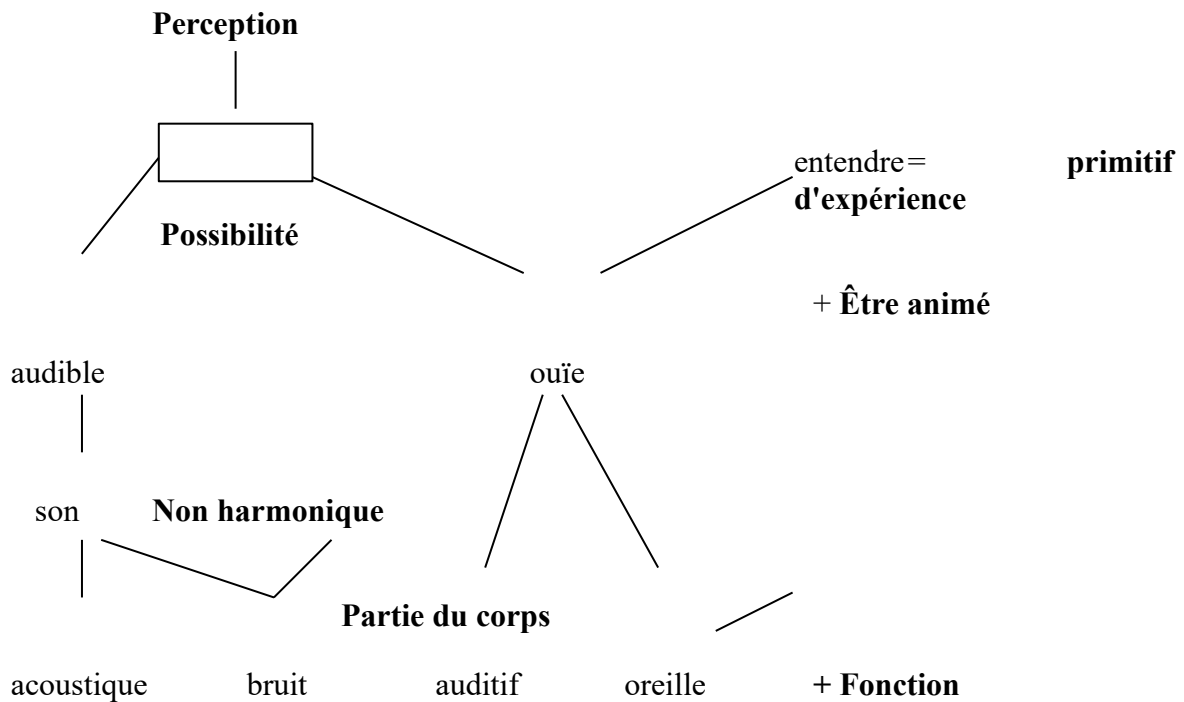 Perception
entendre= primitif
d'expérience
Possibilité
+ Être animé
audible ouïe
son Non harmonique
Partie du corps
acoustique bruit auditif oreille + Fonction